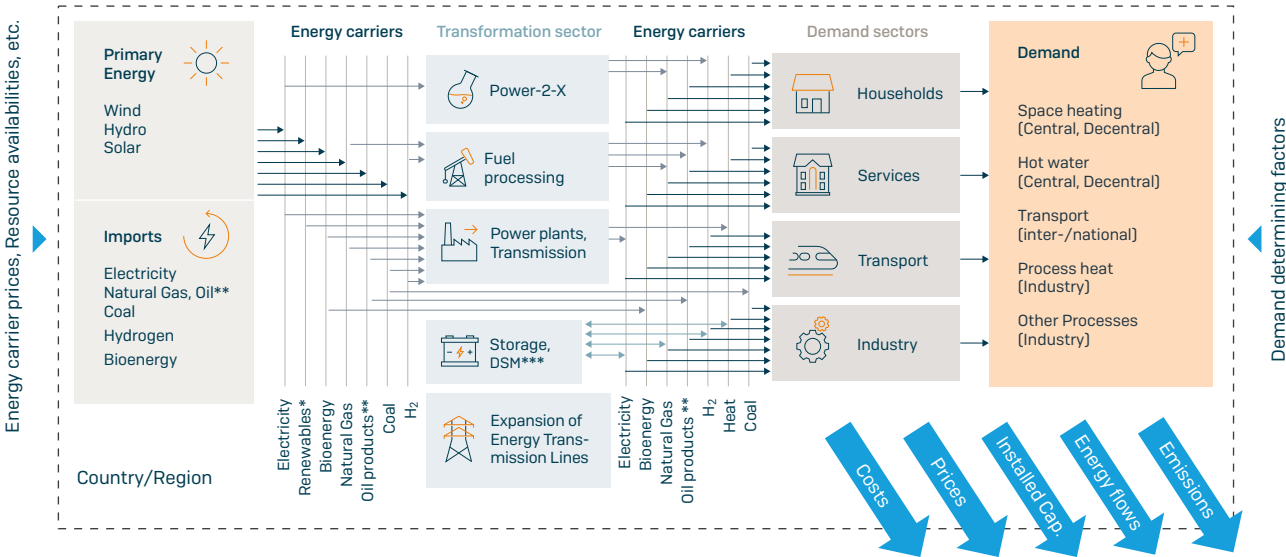 Energy carrier prices, Resource availabilities, etc.
Primary
Energy
Wind
Hydro
Solar
Imports
Electricity
Natural Gas, Oil**
Coal
Hydrogen
Bioenergy
Country/Region
Energy carriers
Electricity
Renewables*
Bioenergy
Natural Gas
Oil products**
Coal
H₂
Transformation sector
Power-2-X
Fuel
processing
Power plants,
Transmission
Storage,
DSM***
Expansion of
Energy Trans-
mission Lines
Energy carriers
Electricity
Bioenergy
Natural Gas
Oil products **
H₂
Heat
Coal
Demand sectors
Households
Services
Transport
Industry
Demand
Space heating
(Central, Decentral)
Hot water
(Central, Decentral)
Transport
(inter-/national)
Process heat
(Industry)
Other Processes
(Industry)
Demand determining factors
Costs
Prices
Installed Cap.
Energy flows
Emissions